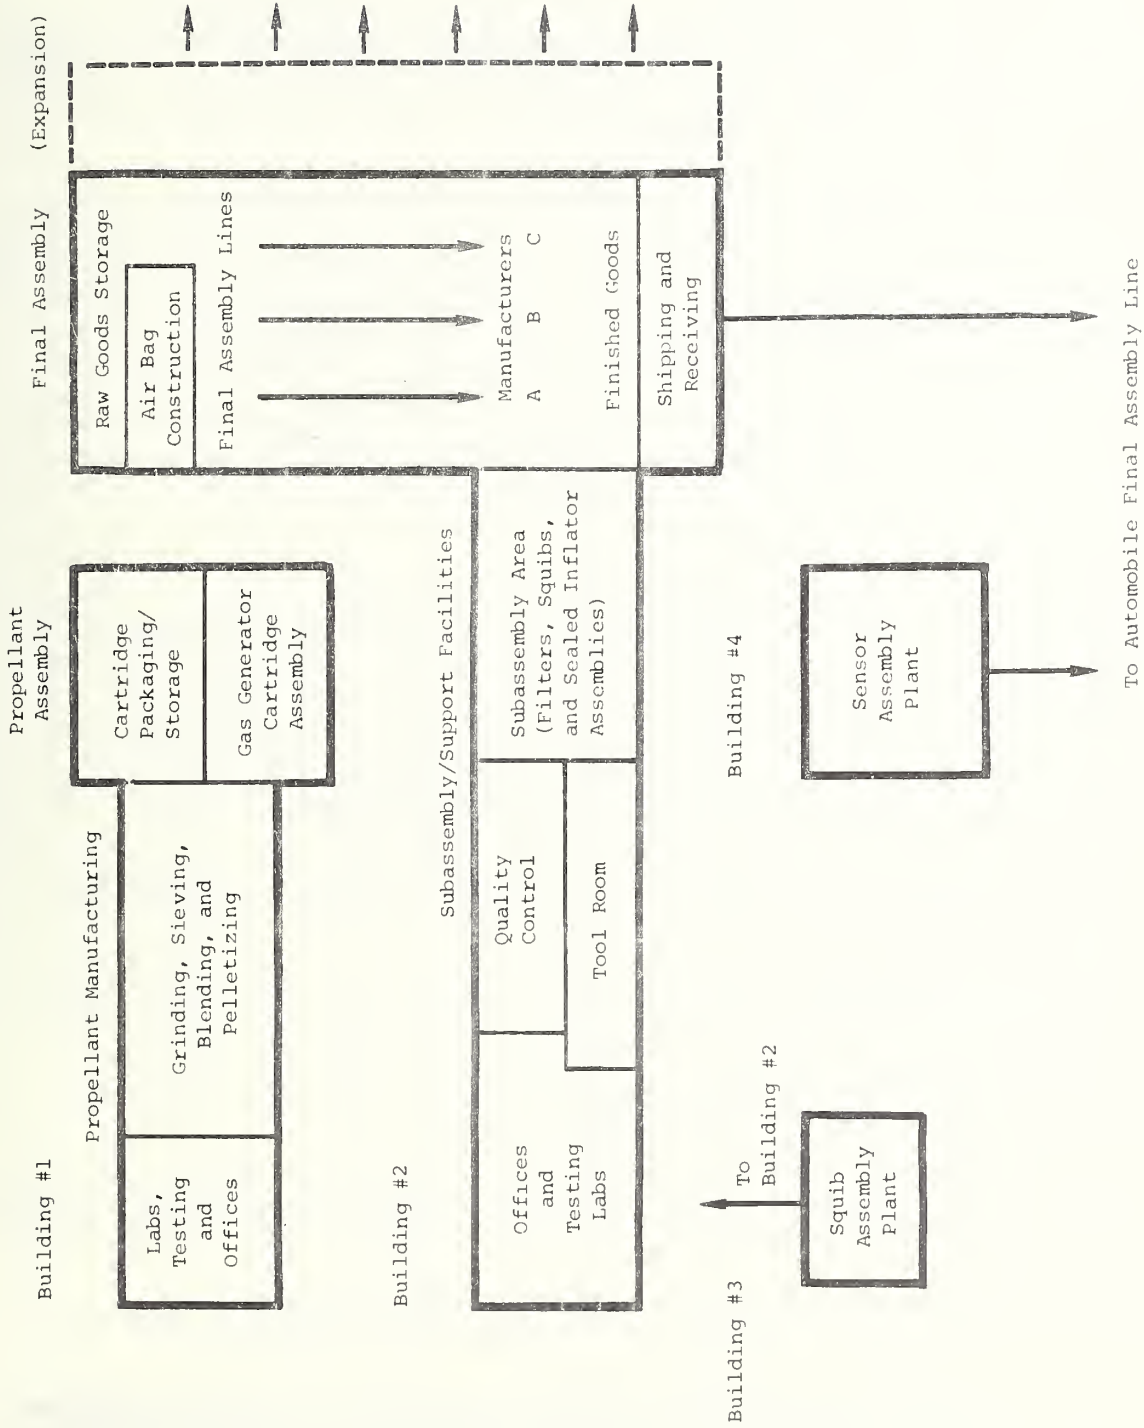 Building #1
Propellant Manufacturing
Labs,
Testing
and
Offices
Grinding, Sieving,
Blending, and
Pelletizing
Propellant
Assembly
Cartridge
Packaging/
Storage
Gas Generator
Cartridge
Assembly
Building #2
Subassembly/Support Facilities
Offices
and
Testing
Labs
Quality
Control
Tool Room
Subassembly Area
(Filters, Squibs,
and Sealed Inflator
Assemblies)
Final Assembly (Expansion)
Raw Goods Storage
Air Bag
Construction
Final Assembly Lines
Manufacturers
A B C
Finished Goods
Shipping and
Receiving
Building #3
To
Building #2
Squib
Assembly
Plant
Building #4
Sensor
Assembly
Plant
To Automobile Final Assembly Line